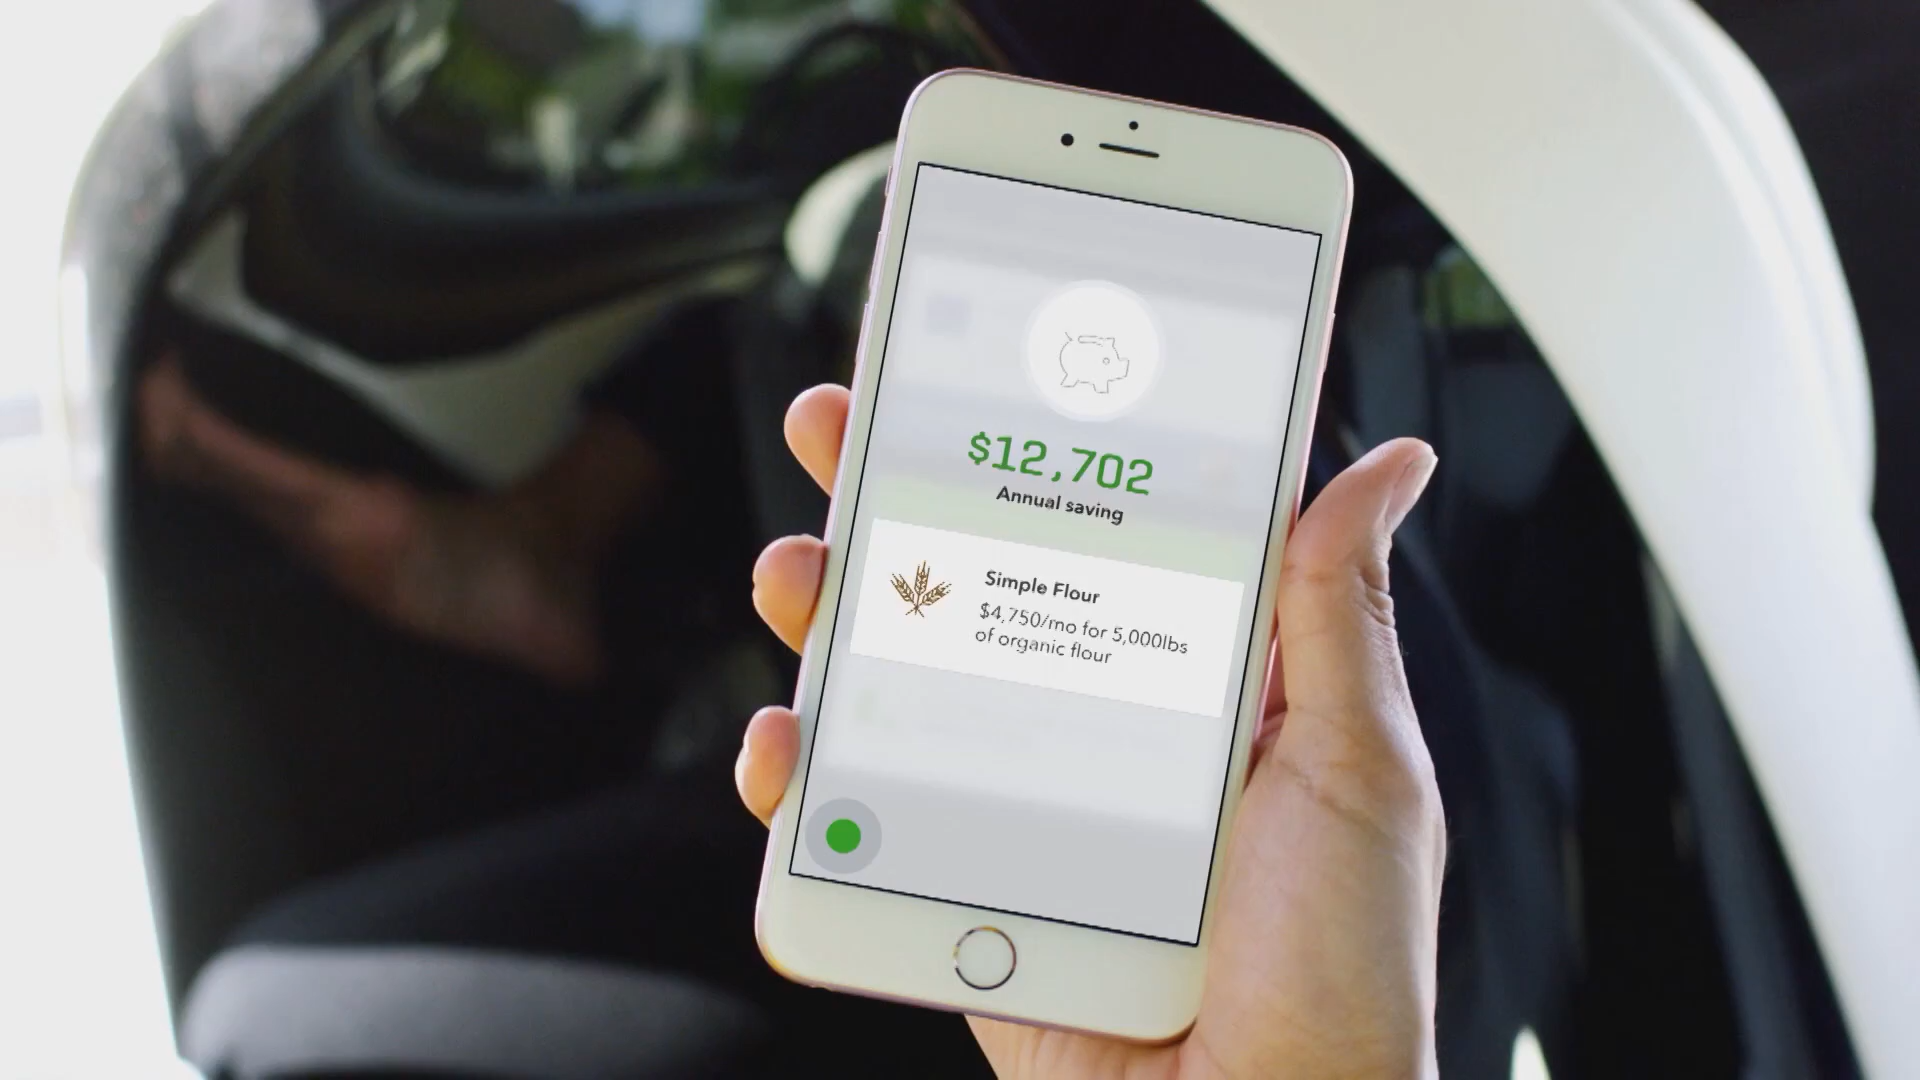 $12,702
Annual saving
Simple Flour
$4,750/mo for 5,000lbs
of organic flour